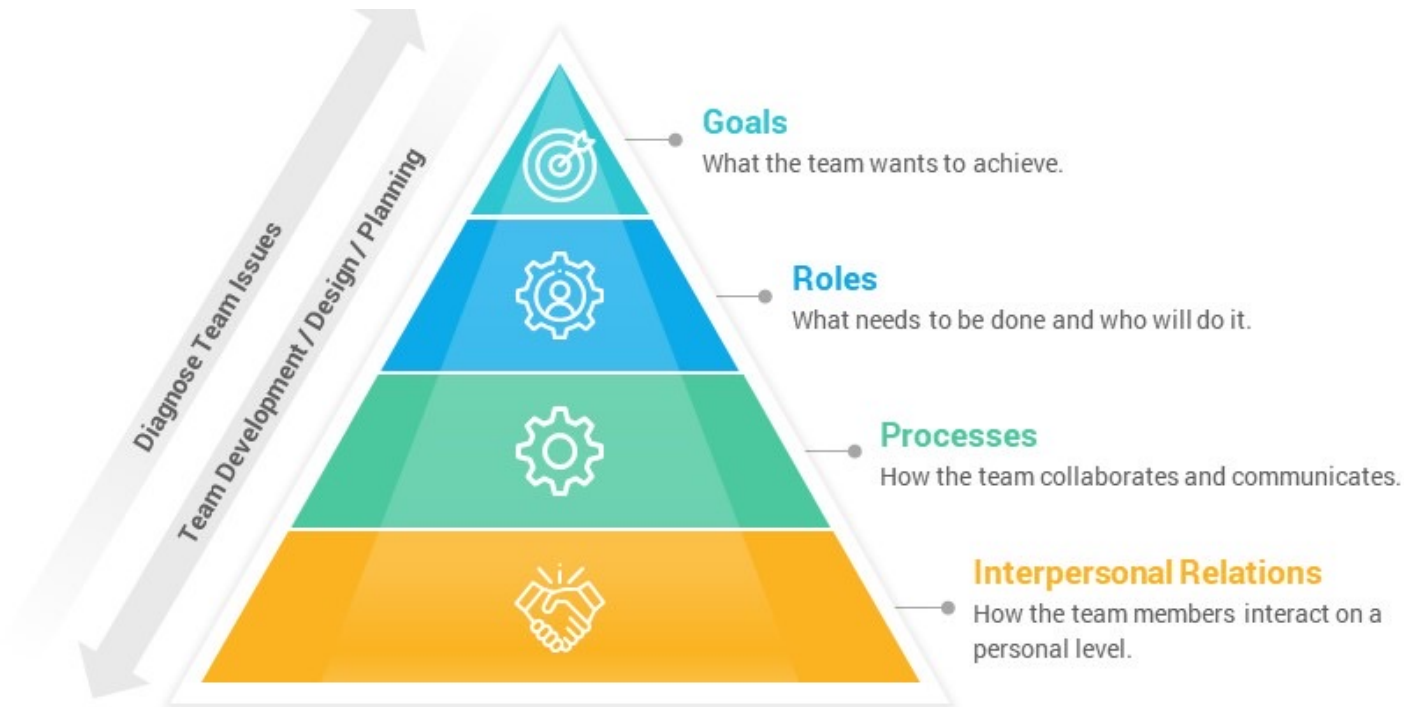 Diagnose Team Issues
Team Development / Design / Planning
Goals
What the team wants to achieve.
Roles
What needs to be done and who will do it.
Processes
How the team collaborates and communicates.
Interpersonal Relations
How the team members interact on a
personal level.